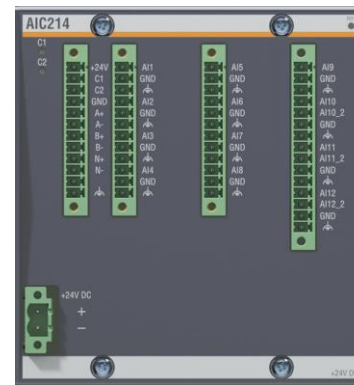 AIC214
C1
C2
+24V
C1
C2
GND
A+
A-
B+
B-
N+
N-
AI1
GND
AI2
GND
AI3
GND
AI4
GND
AI5
GND
AI6
GND
AI7
GND
AI8
GND
AI9
GND
AI10
AI10_2
GND
AI11
AI11_2
GND
AI12
AI12_2
GND
+24V DC
+
−
+24V D